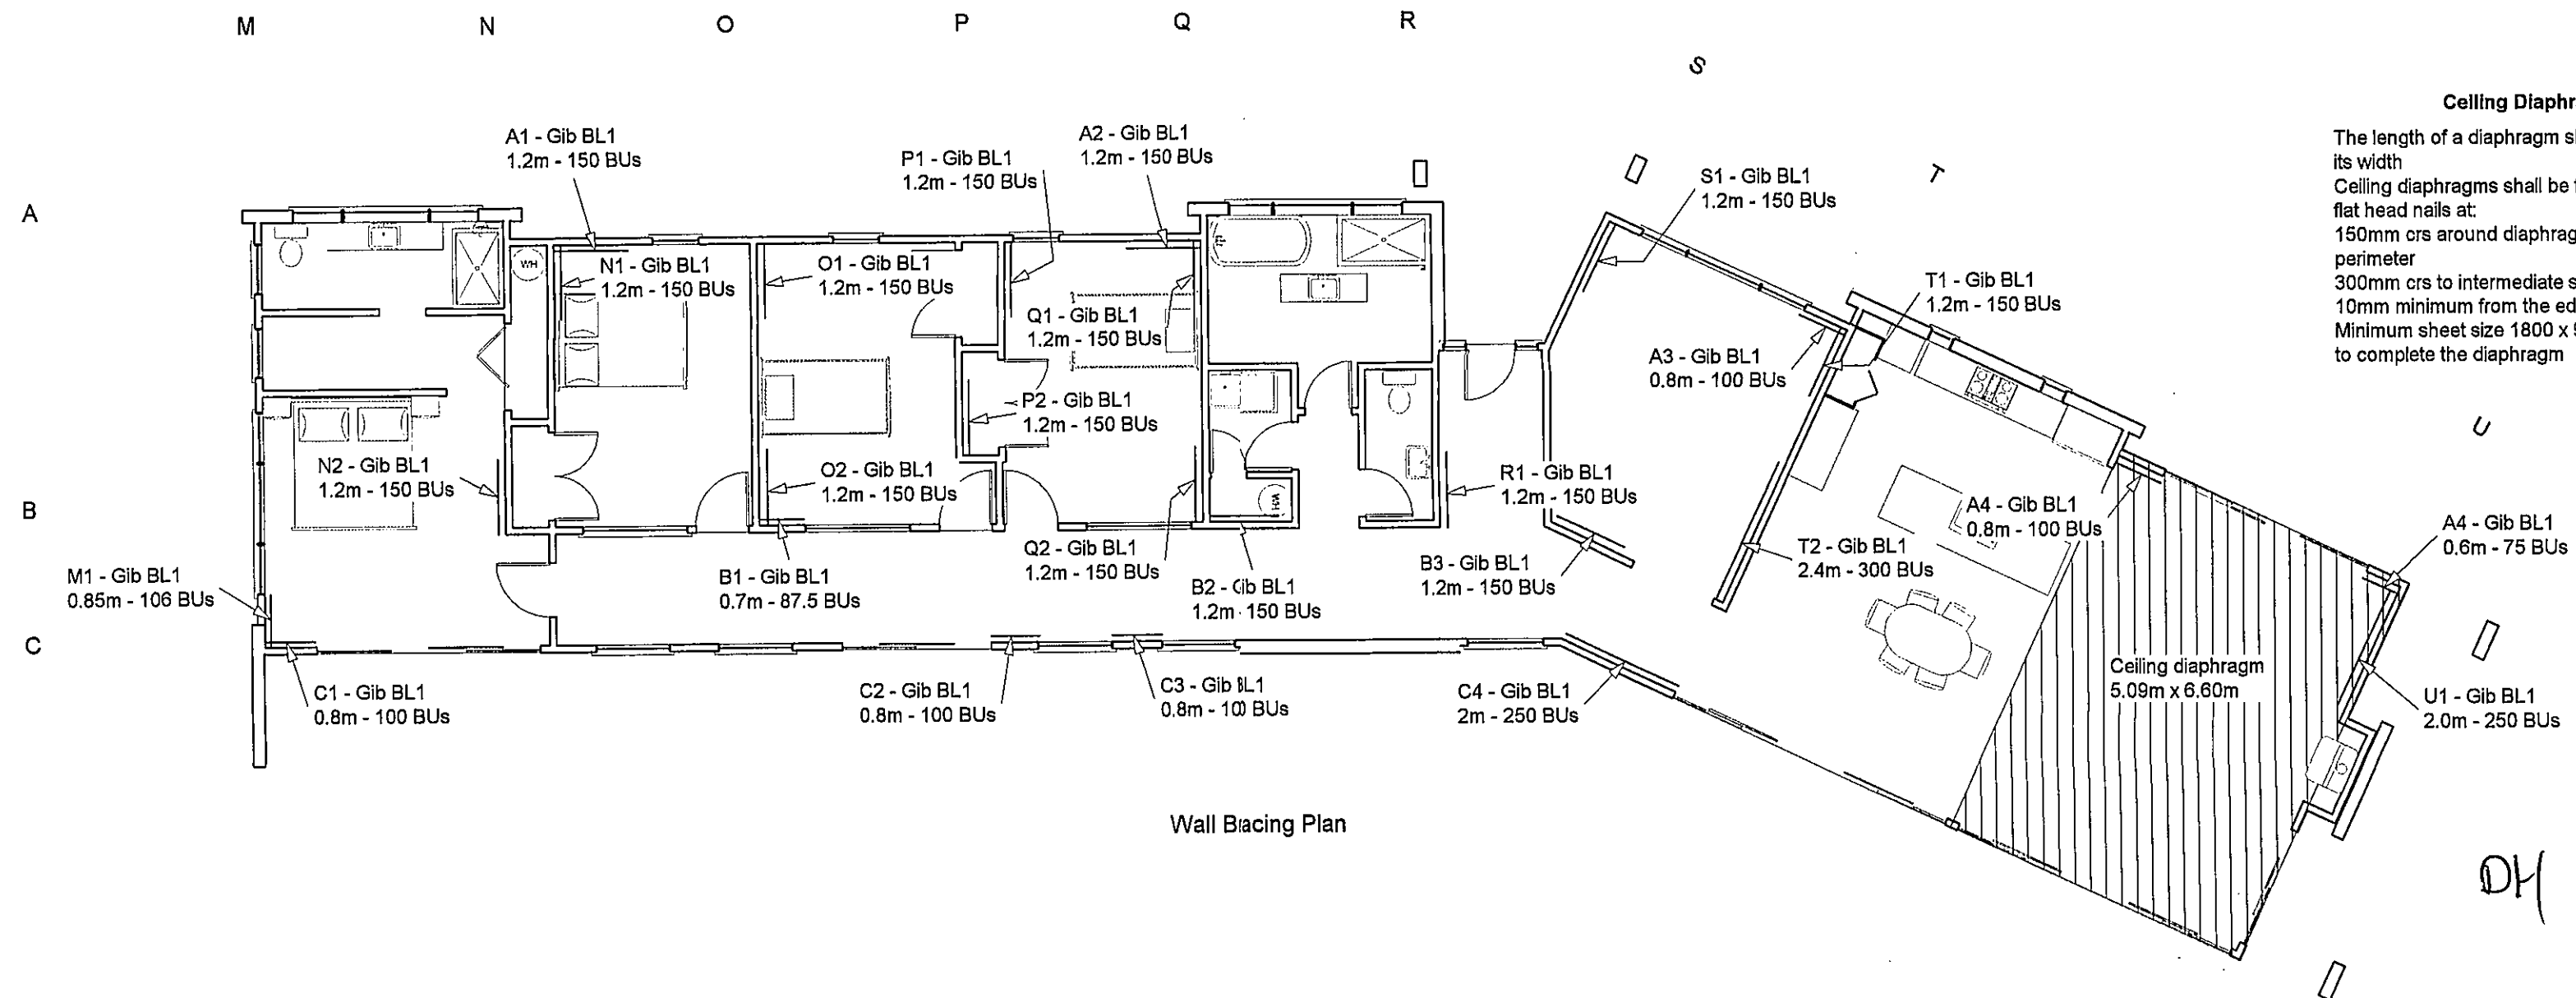 M N O P Q R
S
T
U
A
B
C
Ceiling Diaphr
The length of a diaphragm s
its width
Ceiling diaphragms shall be
flat head nails at:
150mm crs around diaphrag
perimeter
300mm crs to intermediate s
10mm minimum from the ed
Minimum sheet size 1800 x
to complete the diaphragm
A1 - Gib BL1
1.2m - 150 BUs
P1 - Gib BL1
1.2m - 150 BUs
A2 - Gib BL1
1.2m - 150 BUs
S1 - Gib BL1
1.2m - 150 BUs
WH
N1 - Gib BL1
1.2m - 150 BUs
O1 - Gib BL1
1.2m - 150 BUs
Q1 - Gib BL1
1.2m - 150 BUs
T1 - Gib BL1
1.2m - 150 BUs
A3 - Gib BL1
0.8m - 100 BUs
P2 - Gib BL1
1.2m - 150 BUs
N2 - Gib BL1
1.2m - 150 BUs
O2 - Gib BL1
1.2m - 150 BUs
WH
R1 - Gib BL1
1.2m - 150 BUs
A4 - Gib BL1
0.8m - 100 BUs
A4 - Gib BL1
0.6m - 75 BUs
M1 - Gib BL1
0.85m - 106 BUs
B1 - Gib BL1
0.7m - 87.5 BUs
Q2 - Gib BL1
1.2m - 150 BUs
B2 - Gib BL1
1.2m - 150 BUs
B3 - Gib BL1
1.2m - 150 BUs
T2 - Gib BL1
2.4m - 300 BUs
C1 - Gib BL1
0.8m - 100 BUs
C2 - Gib BL1
0.8m - 100 BUs
C3 - Gib BL1
0.8m - 100 BUs
C4 - Gib BL1
2m - 250 BUs
Ceiling diaphragm
5.09m x 6.60m
U1 - Gib BL1
2.0m - 250 BUs
Wall Bracing Plan
DH